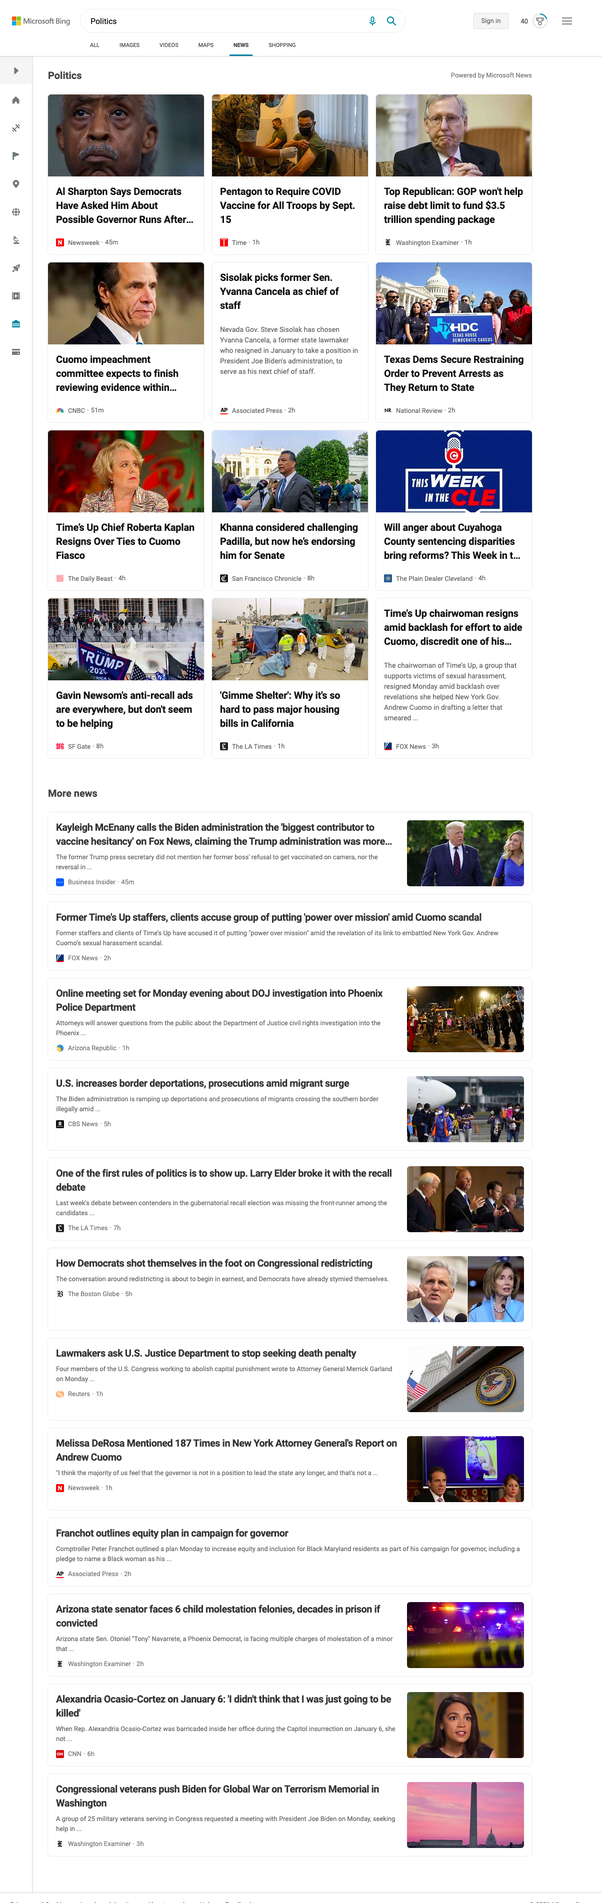 Microsoft Bing
Politics
Sign in
40
ALL IMAGES VIDEOS MAPS NEWS SHOPPING
Politics
Powered by Microsoft News
Al Sharpton Says Democrats
Have Asked Him About
Possible Governor Runs After...
Newsweek · 45m
Pentagon to Require COVID
Vaccine for All Troops by Sept.
15
Time · 1h
Top Republican: GOP won't help
raise debt limit to fund $3.5
trillion spending package
Washington Examiner · 1h
Cuomo impeachment
committee expects to finish
reviewing evidence within...
CNBC · 51m
Sisolak picks former Sen.
Yvanna Cancela as chief of
staff
Nevada Gov. Steve Sisolak has chosen
Yvanna Cancela, a former state lawmaker
who resigned in January to take a position in
President Joe Biden's administration, to
serve as his next chief of staff.
AP Associated Press · 2h
HDC
TEXAS HOUSE
DEMOCRATIC CAUCUS
Texas Dems Secure Restraining
Order to Prevent Arrests as
They Return to State
NR National Review · 2h
Time's Up Chief Roberta Kaplan
Resigns Over Ties to Cuomo
Fiasco
The Daily Beast · 4h
Khanna considered challenging
Padilla, but now he's endorsing
him for Senate
San Francisco Chronicle · 8h
THIS WEEK
IN THE CLE
Will anger about Cuyahoga
County sentencing disparities
bring reforms? This Week in t...
The Plain Dealer Cleveland · 4h
TRUMP
Gavin Newsom's anti-recall ads
are everywhere, but don't seem
to be helping
SF Gate · 8h
'Gimme Shelter': Why it's so
hard to pass major housing
bills in California
The LA Times · 1h
Time's Up chairwoman resigns
amid backlash for effort to aide
Cuomo, discredit one of his...
The chairwoman of Time's Up, a group that
supports victims of sexual harassment,
resigned Monday amid backlash over
revelations she helped New York Gov.
Andrew Cuomo in drafting a letter that
smeared ...
FOX News · 3h
More news
Kayleigh McEnany calls the Biden administration the 'biggest contributor to
vaccine hesitancy' on Fox News, claiming the Trump administration was more...
The former Trump press secretary did not mention her former boss' refusal to get vaccinated on camera, nor the
reversal in ...
Business Insider · 45m
Former Time's Up staffers, clients accuse group of putting 'power over mission' amid Cuomo scandal
Former staffers and clients of Time's Up have accused it of putting "power over mission" amid the revelation of its link to embattled New York Gov. Andrew
Cuomo's sexual harassment scandal.
FOX News · 2h
Online meeting set for Monday evening about DOJ investigation into Phoenix
Police Department
Attorneys will answer questions from the public about the Department of Justice civil rights investigation into the
Phoenix ...
Arizona Republic · 1h
U.S. increases border deportations, prosecutions amid migrant surge
The Biden administration is ramping up deportations and prosecutions of migrants crossing the southern border
illegally amid ...
CBS News · 5h
One of the first rules of politics is to show up. Larry Elder broke it with the recall
debate
Last week's debate between contenders in the gubernatorial recall election was missing the front-runner among the
candidates ...
The LA Times · 7h
How Democrats shot themselves in the foot on Congressional redistricting
The conversation around redistricting is about to begin in earnest, and Democrats have already stymied themselves.
The Boston Globe · 5h
Lawmakers ask U.S. Justice Department to stop seeking death penalty
Four members of the U.S. Congress working to abolish capital punishment wrote to Attorney General Merrick Garland
on Monday ...
Reuters · 1h
Melissa DeRosa Mentioned 187 Times in New York Attorney General's Report on
Andrew Cuomo
"I think the majority of us feel that the governor is not in a position to lead the state any longer, and that's not a ...
Newsweek · 1h
Franchot outlines equity plan in campaign for governor
Comptroller Peter Franchot outlined a plan Monday to increase equity and inclusion for Black Maryland residents as part of his campaign for governor, including a
pledge to name a Black woman as his ...
AP Associated Press · 2h
Arizona state senator faces 6 child molestation felonies, decades in prison if
convicted
Arizona state Sen. Otoniel "Tony" Navarrete, a Phoenix Democrat, is facing multiple charges of molestation of a minor
that ...
Washington Examiner · 2h
Alexandria Ocasio-Cortez on January 6: 'I didn't think that I was just going to be
killed'
When Rep. Alexandria Ocasio-Cortez was barricaded inside her office during the Capitol insurrection on January 6, she
not ...
CNN · 6h
Congressional veterans push Biden for Global War on Terrorism Memorial in
Washington
A group of 25 military veterans serving in Congress requested a meeting with President Joe Biden on Monday, seeking
help in ...
Washington Examiner · 3h